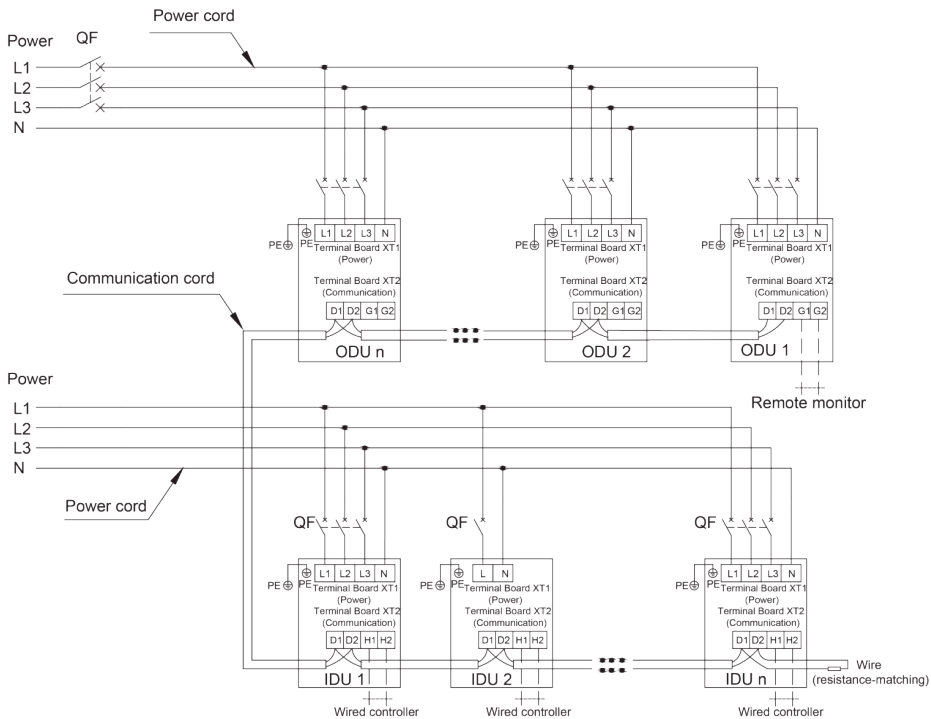 Power cord
Power QF
L1
L2
L3
N
PE PE L1 L2 L3 N
Terminal Board XT1
(Power)
Terminal Board XT2
(Communication)
D1 D2 G1 G2
ODU n
PE PE L1 L2 L3 N
Terminal Board XT1
(Power)
Terminal Board XT2
(Communication)
D1 D2 G1 G2
ODU 2
PE PE L1 L2 L3 N
Terminal Board XT1
(Power)
Terminal Board XT2
(Communication)
D1 D2 G1 G2
ODU 1
Remote monitor
Communication cord
Power
L1
L2
L3
N
Power cord
QF
PE PE L1 L2 L3 N
Terminal Board XT1
(Power)
Terminal Board XT2
(Communication)
D1 D2 H1 H2
IDU 1
Wired controller
QF
PE PE L N
Terminal Board XT1
(Power)
Terminal Board XT2
(Communication)
D1 D2 H1 H2
IDU 2
Wired controller
QF
PE PE L1 L2 L3 N
Terminal Board XT1
(Power)
Terminal Board XT2
(Communication)
D1 D2 H1 H2
IDU n
Wired controller
Wire
(resistance-matching)